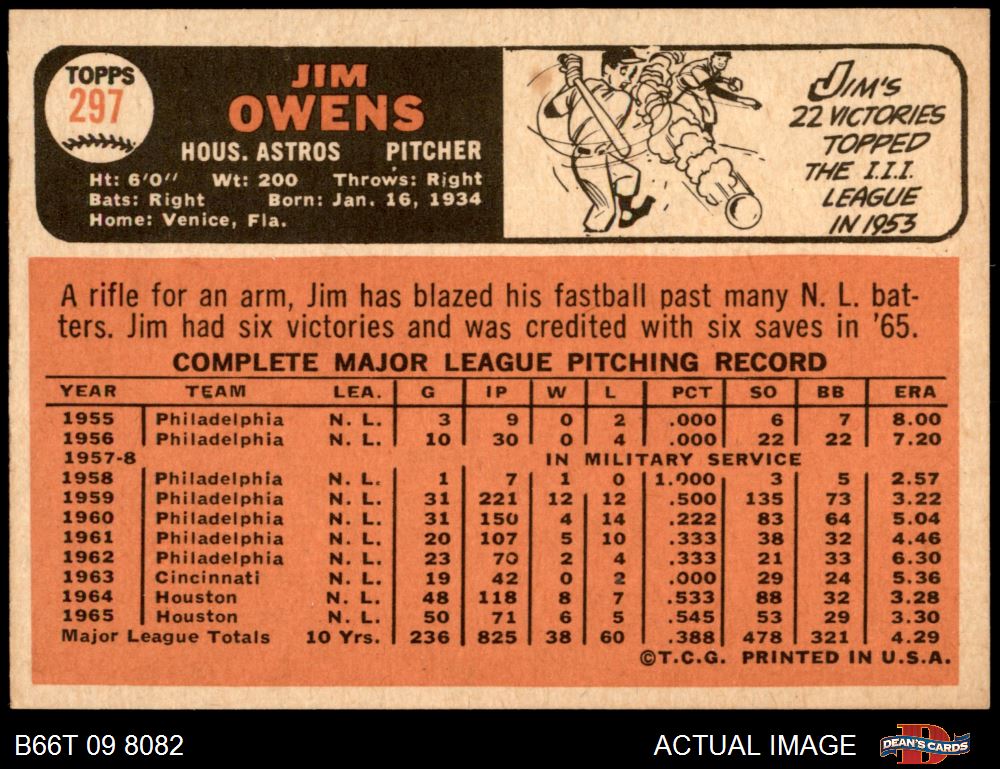 TOPPS
297
JIM
OWENS
HOUS. ASTROS PITCHER
Ht: 6'0" Wt: 200 Throws: Right
Bats: Right Born: Jan. 16, 1934
Home: Venice, Fla.
JIM'S
22 VICTORIES
TOPPED
THE I.I.I.
LEAGUE
IN 1953
A rifle for an arm, Jim has blazed his fastball past many N. L. bat-
ters. Jim had six victories and was credited with six saves in '65.
COMPLETE MAJOR LEAGUE PITCHING RECORD
YEAR TEAM LEA. G IP W L PCT SO BB ERA
1955 Philadelphia N. L. 3 9 0 2 .000 6 7 8.00
1956 Philadelphia N. L. 10 30 0 4 .000 22 22 7.20
1957-8 IN MILITARY SERVICE
1958 Philadelphia N. L. 1 7 1 0 1.000 3 5 2.57
1959 Philadelphia N. L. 31 221 12 12 .500 135 73 3.22
1960 Philadelphia N. L. 31 150 4 14 .222 83 64 5.04
1961 Philadelphia N. L. 20 107 5 10 .333 38 32 4.46
1962 Philadelphia N. L. 23 70 2 4 .333 21 33 6.30
1963 Cincinnati N. L. 19 42 0 2 .000 29 24 5.36
1964 Houston N. L. 48 118 8 7 .533 88 32 3.28
1965 Houston N. L. 50 71 6 5 .545 53 29 3.30
Major League Totals 10 Yrs. 236 825 38 60 .388 478 321 4.29
©T.C.G. PRINTED IN U.S.A.
B66T 09 8082 ACTUAL IMAGE DEAN'S CARDS